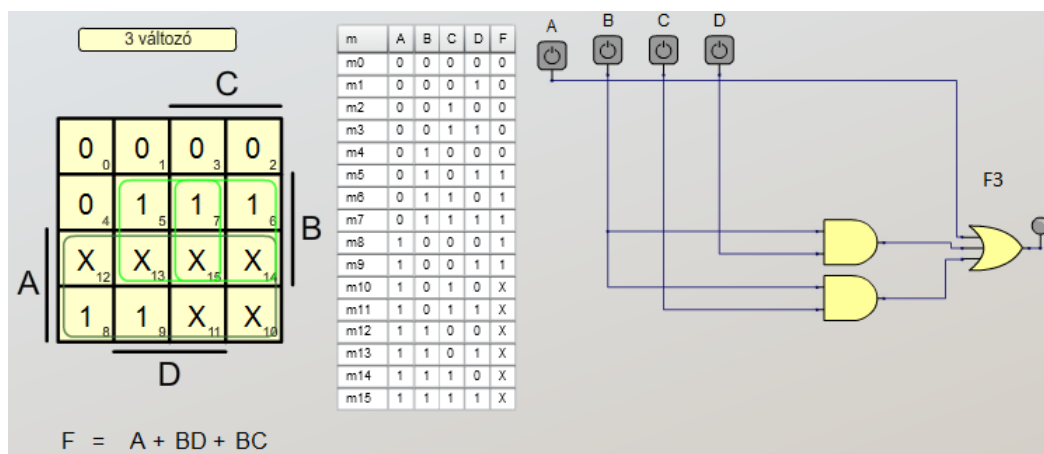 3 változó
C
0 0 0 1 0 3 0 2
0 4 1 5 1 7 1 6
B
X 12 X 13 X 15 X 14
A
1 8 1 9 X 11 X 10
D
F = A + BD + BC
m A B C D F
m0 0 0 0 0 0
m1 0 0 0 1 0
m2 0 0 1 0 0
m3 0 0 1 1 0
m4 0 1 0 0 0
m5 0 1 0 1 1
m6 0 1 1 0 1
m7 0 1 1 1 1
m8 1 0 0 0 1
m9 1 0 0 1 1
m10 1 0 1 0 X
m11 1 0 1 1 X
m12 1 1 0 0 X
m13 1 1 0 1 X
m14 1 1 1 0 X
m15 1 1 1 1 X
A B C D
F3